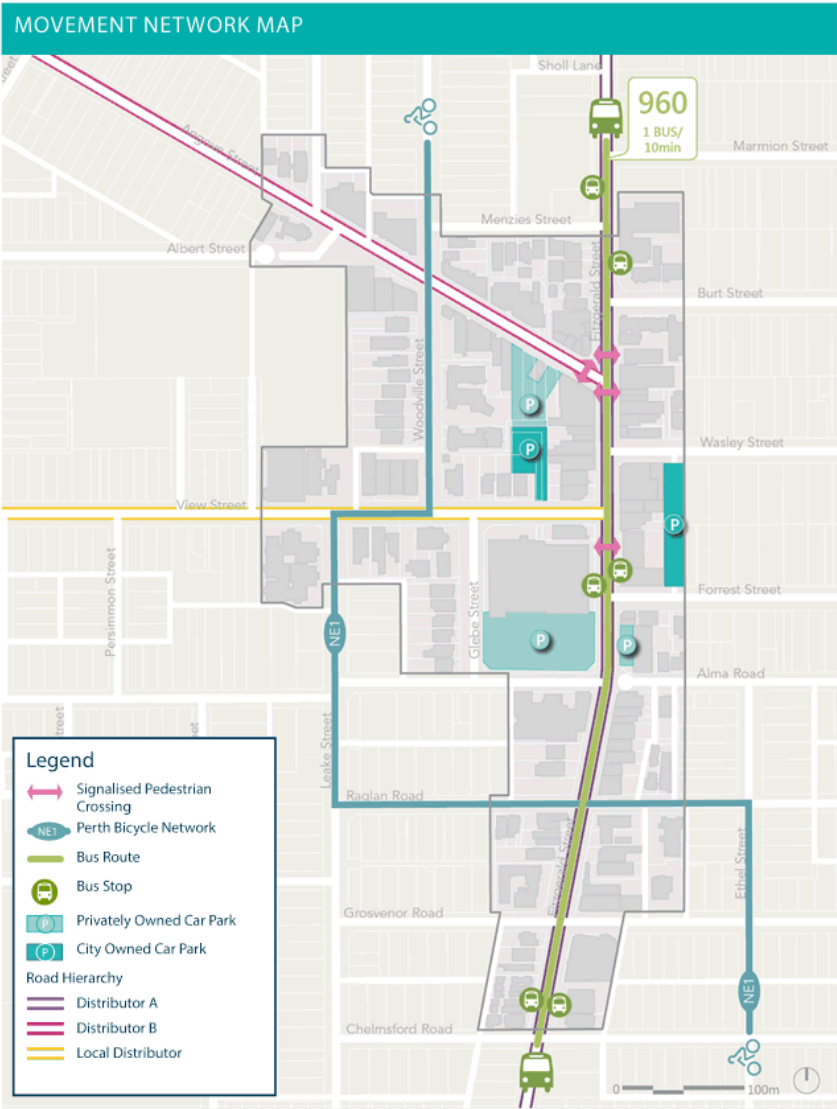 MOVEMENT NETWORK MAP
Sholl Lane
960
1 BUS/
10min
Marmion Street
Angove Street
Menzies Street
Albert Street
Fitzgerald Street
Burt Street
Woodville Street
P
Wasley Street
P
View Street
P
Persimmon Street
Glebe Street
Forrest Street
NE1
P
P
Alma Road
Leake Street
Raglan Road
Fitzgerald Street
Ethel Street
Grosvenor Road
NE1
Chelmsford Road
0
100m
Legend
Signalised Pedestrian
Crossing
NE1
Perth Bicycle Network
Bus Route
Bus Stop
P
Privately Owned Car Park
P
City Owned Car Park
Road Hierarchy
Distributor A
Distributor B
Local Distributor